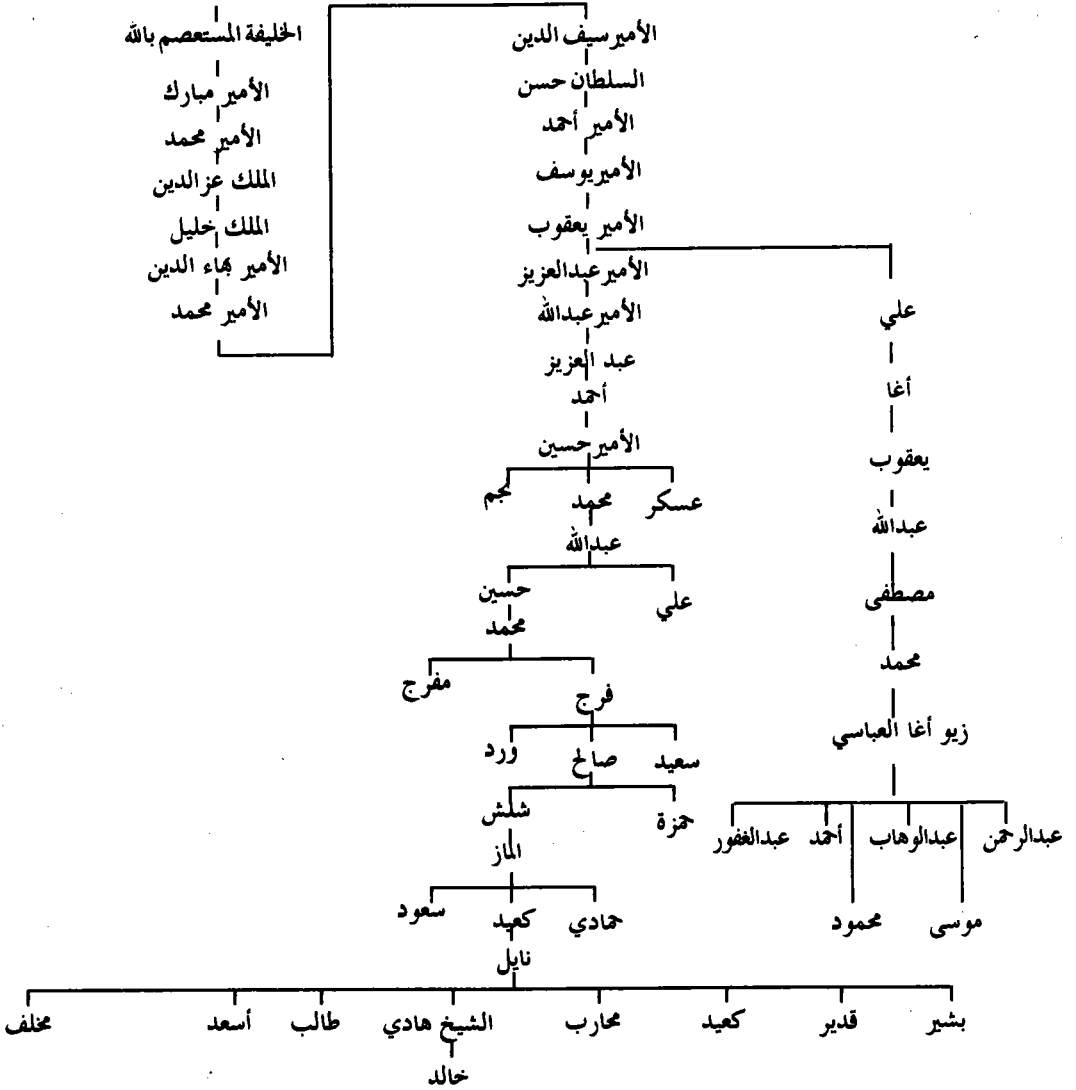 الخليفة المستعصم بالله
الأمير مبارك
الأمير محمد
الملك عز الدين
الملك خليل
الأمير بهاء الدين
الأمير محمد
الأمير سيف الدين
السلطان حسن
الأمير أحمد
الأمير يوسف
الأمير يعقوب
الأمير عبدالعزيز
الأمير عبدالله
عبد العزيز
أحمد
الأمير حسين
عسكر محمد نجم
عبدالله
علي حسين
محمد
فرج مفرج
سعيد صالح ورد
حمزة شلش
الماز
حمادي كعيد سعود
نايل
بشير قدير كعيد محارب الشيخ هادي طالب أسعد مخلف
خالد
علي
أغا
يعقوب
عبدالله
مصطفى
محمد
زيو أغا العباسي
عبدالرحمن عبدالوهاب أحمد عبدالغفور
موسى محمود